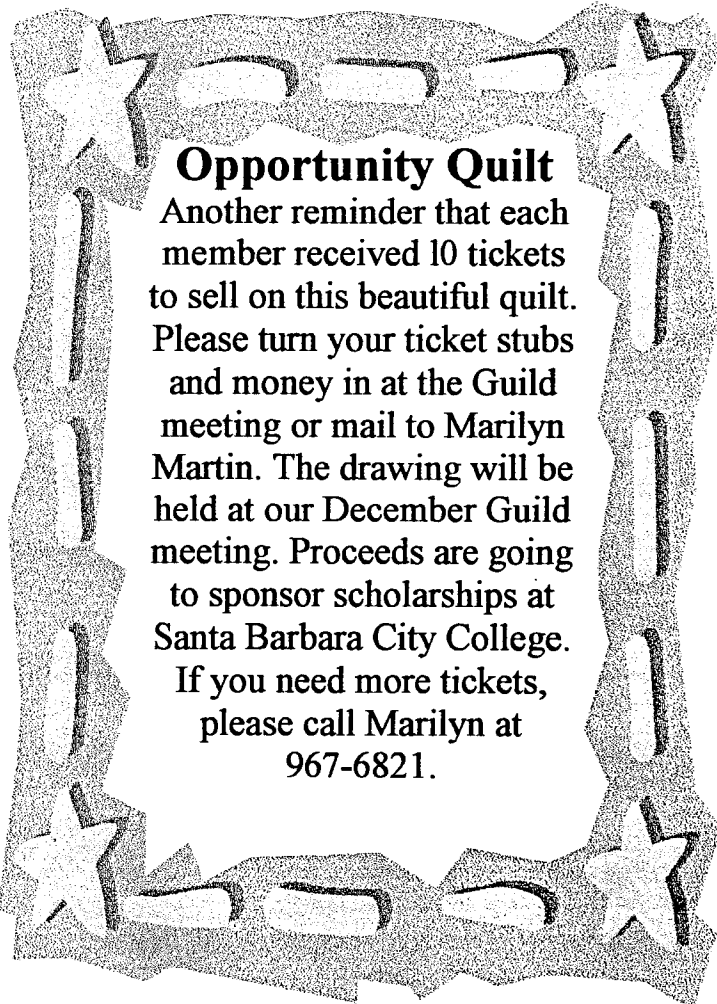 Opportunity Quilt
Another reminder that each
member received 10 tickets
to sell on this beautiful quilt.
Please turn your ticket stubs
and money in at the Guild
meeting or mail to Marilyn
Martin. The drawing will be
held at our December Guild
meeting. Proceeds are going
to sponsor scholarships at
Santa Barbara City College.
If you need more tickets,
please call Marilyn at
967-6821.